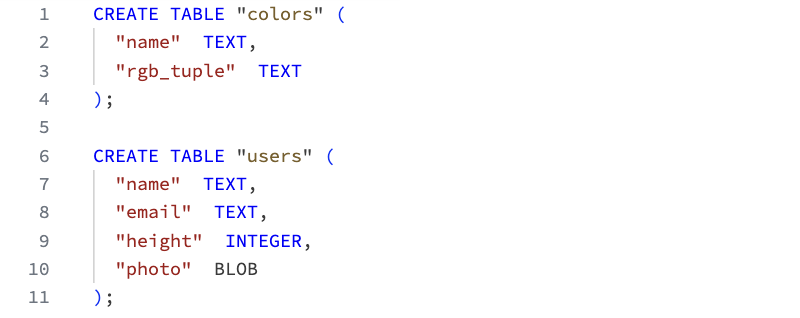 1 CREATE TABLE "colors" (
2 "name" TEXT,
3 "rgb_tuple" TEXT
4 );
5
6 CREATE TABLE "users" (
7 "name" TEXT,
8 "email" TEXT,
9 "height" INTEGER,
10 "photo" BLOB
11 );